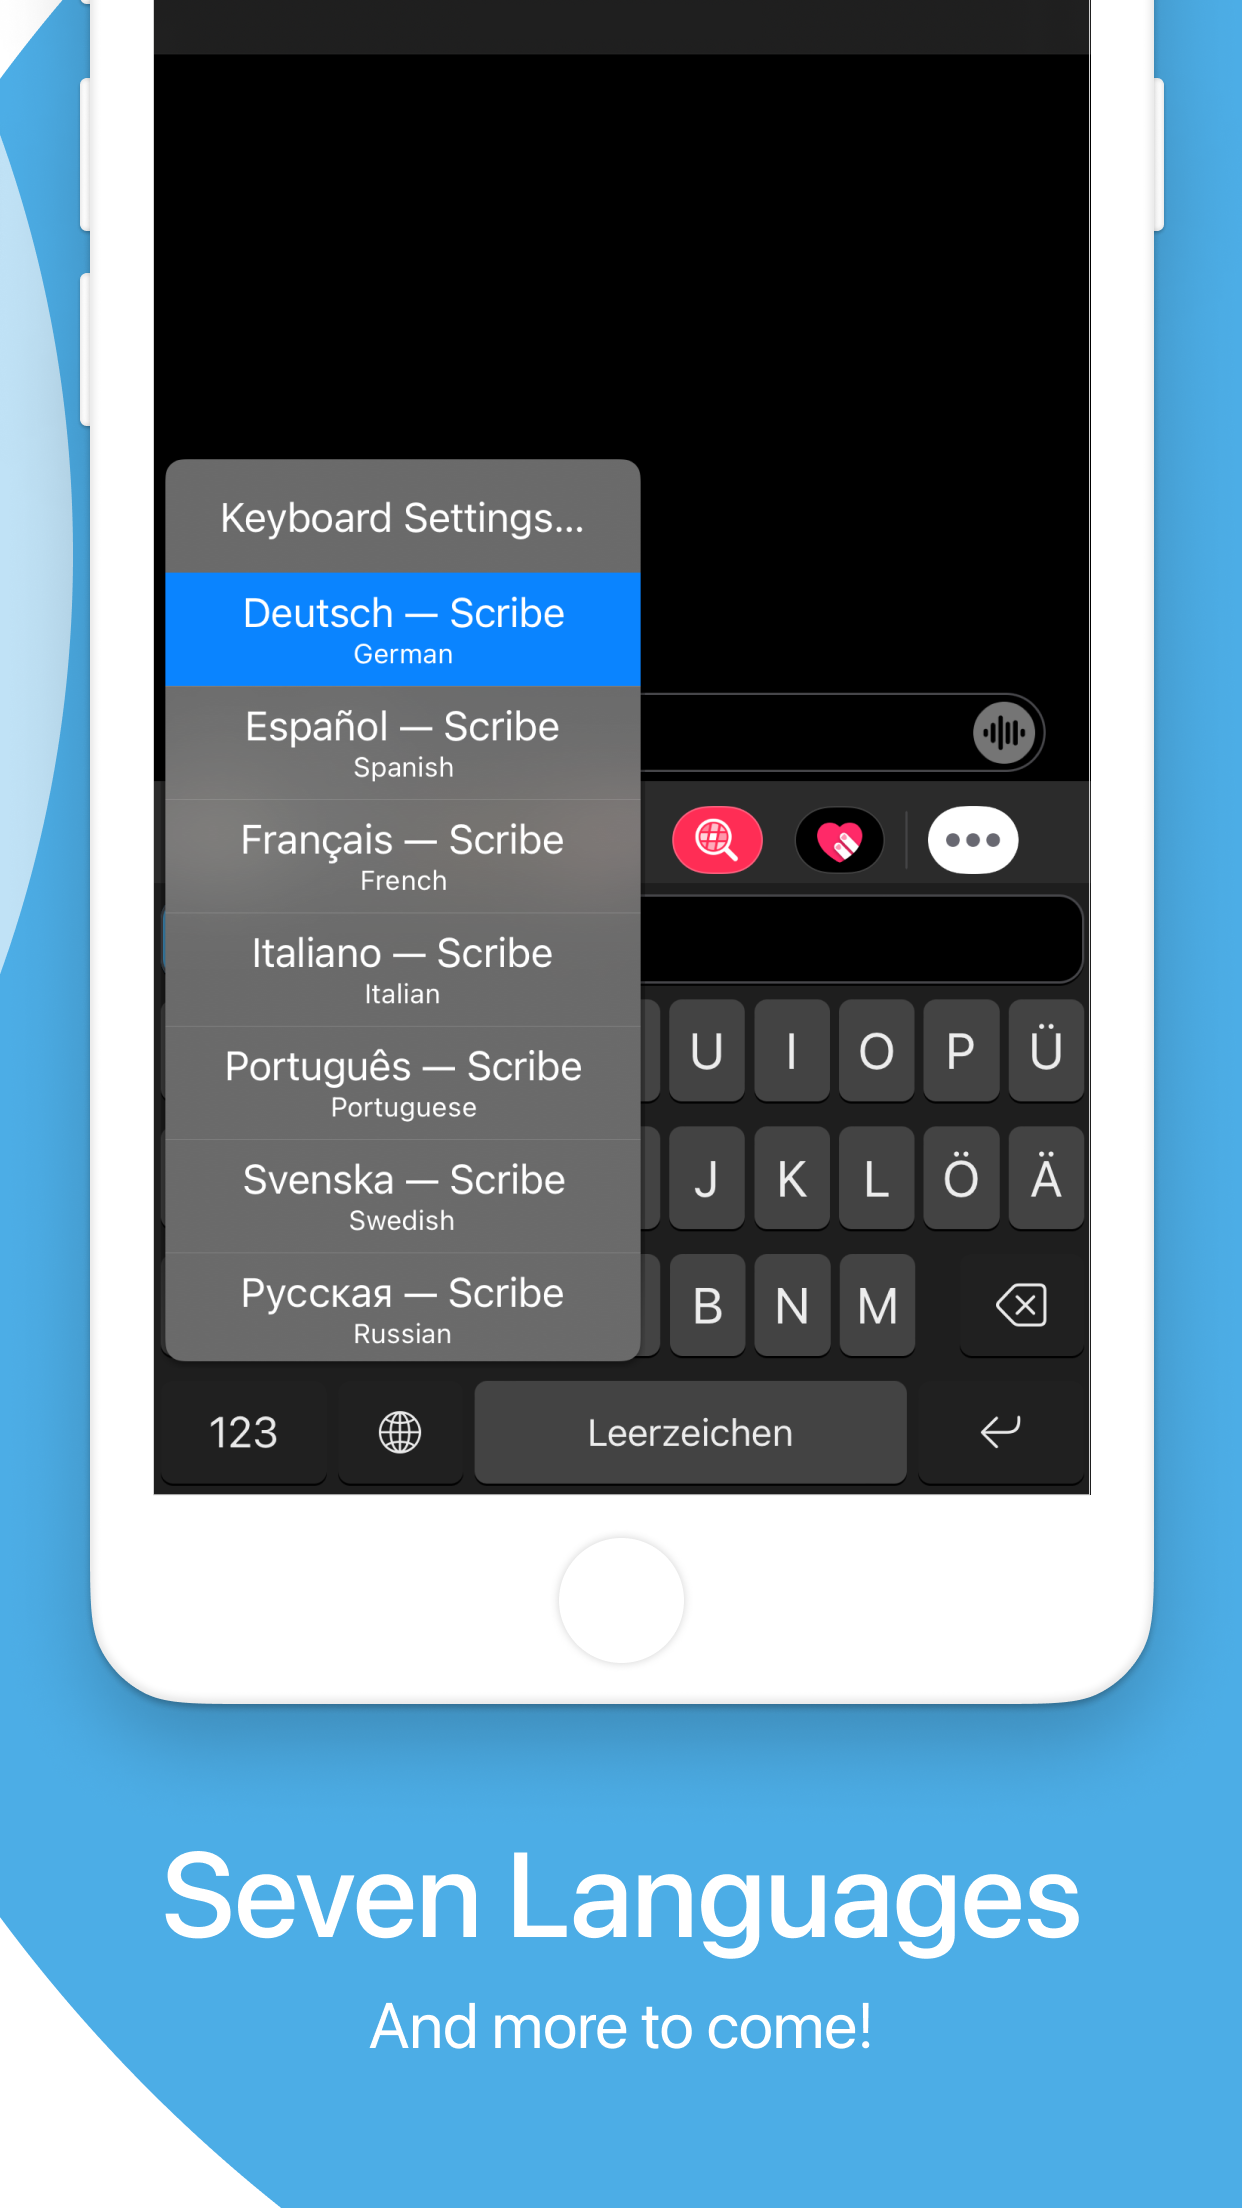 Keyboard Settings...
Deutsch — Scribe
German
Español — Scribe
Spanish
Français — Scribe
French
Italiano — Scribe
Italian
Português — Scribe
Portuguese
Svenska — Scribe
Swedish
Русская — Scribe
Russian
U I O P Ü
J K L Ö Ä
B N M
123 Leerzeichen
Seven Languages
And more to come!